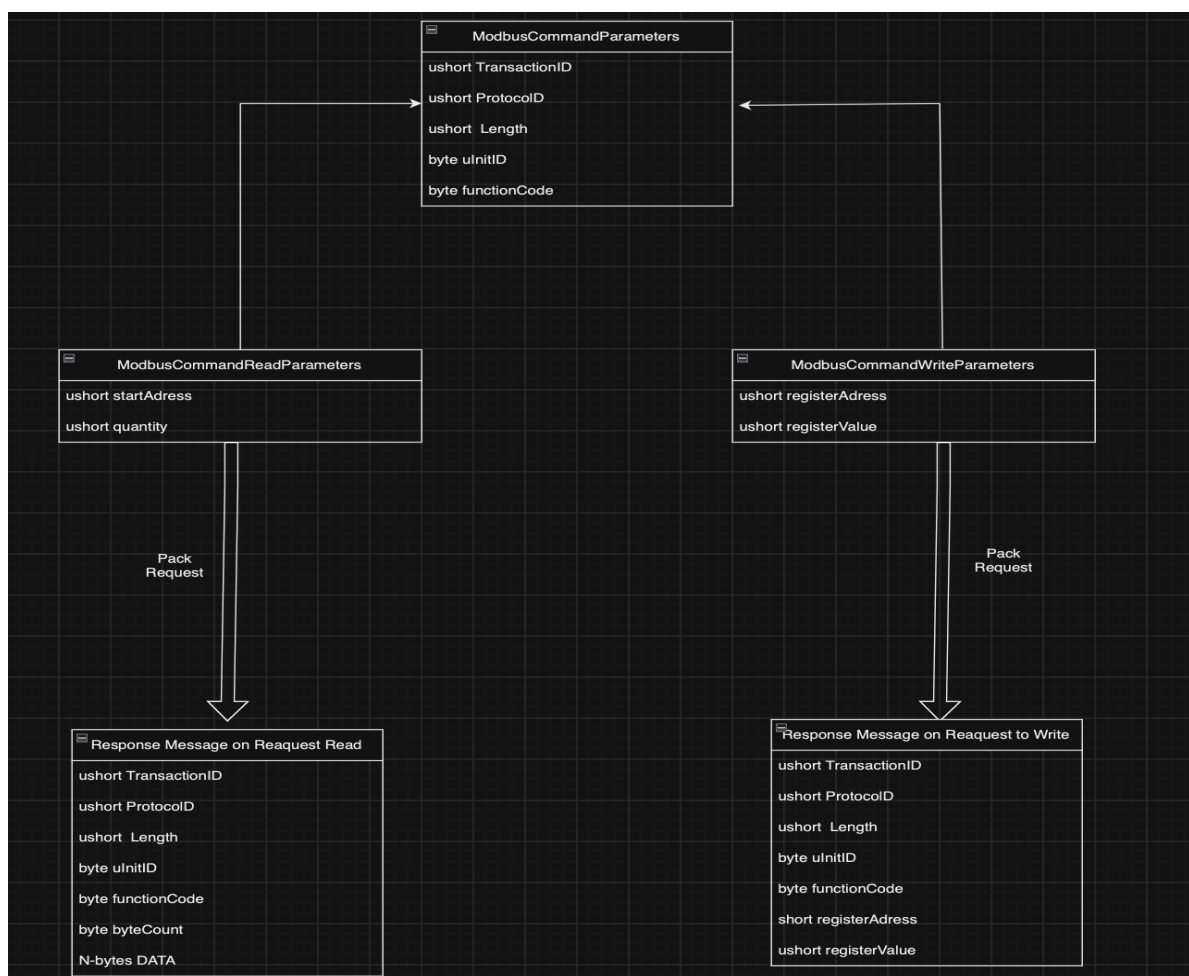 ModbusCommandParameters
ushort TransactionID
ushort ProtocolD
ushort  Length
byte uInitID
byte functionCode
ModbusCommandReadParameters
ushort startAdress
ushort quantity
ModbusCommandWriteParameters
ushort registerAdress
ushort registerValue
Pack
Request
Pack
Request
Response Message on Reaquest Read
ushort TransactionID
ushort ProtocolD
ushort  Length
byte uInitID
byte functionCode
byte byteCount
N-bytes DATA
Response Message on Reaquest to Write
ushort TransactionID
ushort ProtocolD
ushort  Length
byte uInitID
byte functionCode
short registerAdress
ushort registerValue